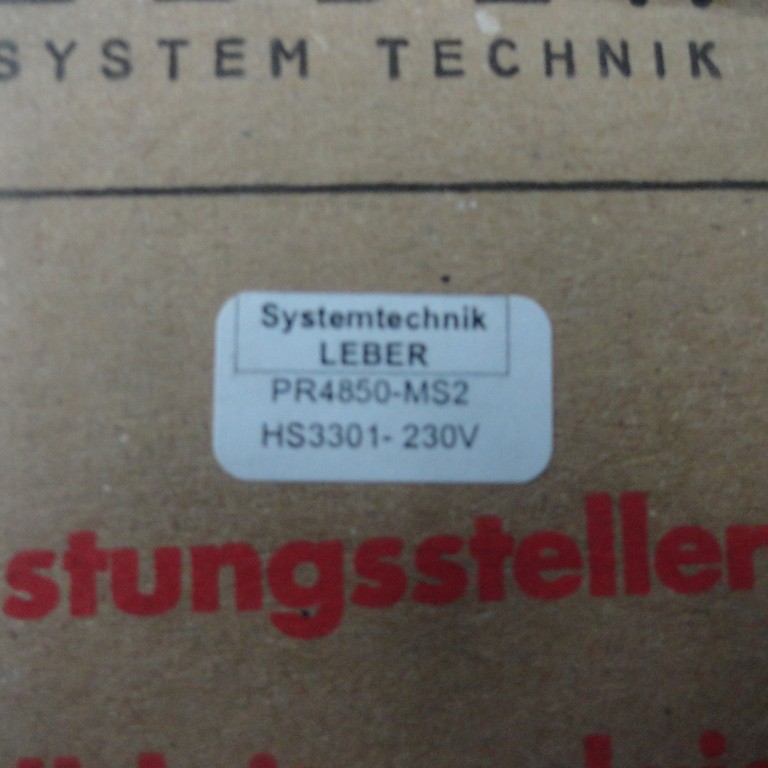 SYSTEM TECHNIK
Systemtechnik
LEBER
PR4850-MS2
HS3301- 230V
stungssteller